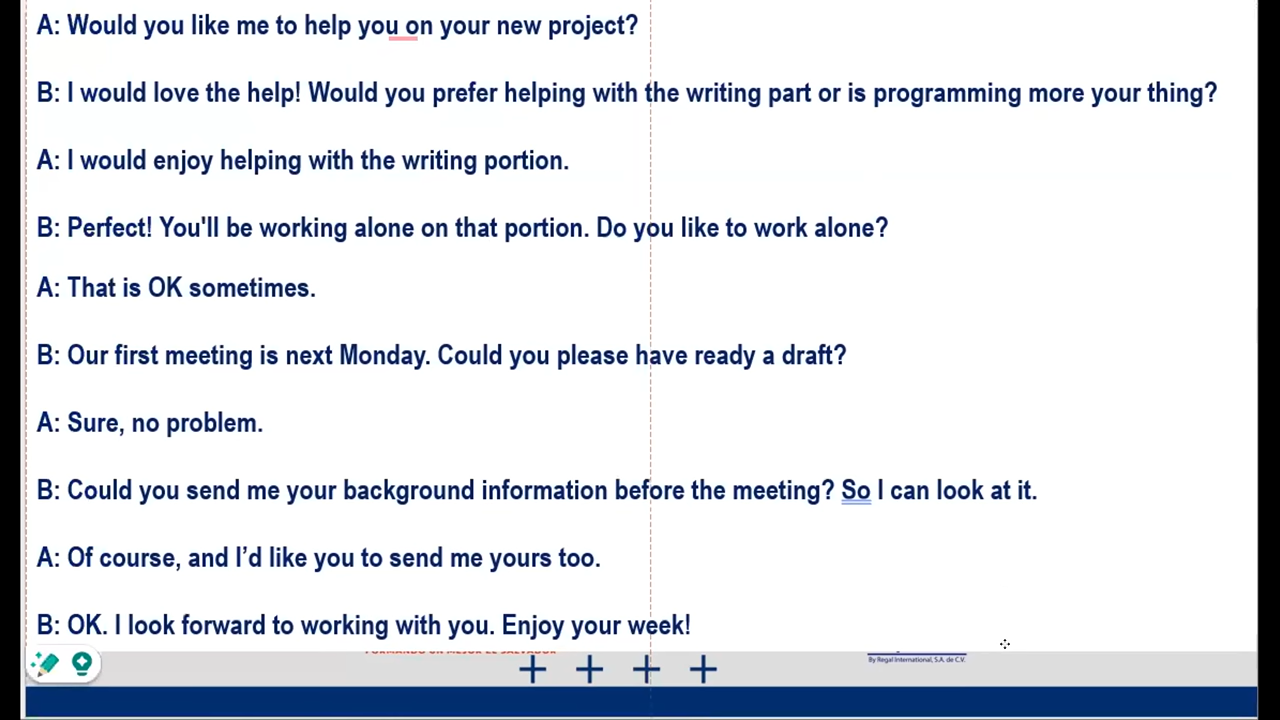 A: Would you like me to help you on your new project?
B: I would love the help! Would you prefer helping with the writing part or is programming more your thing?
A: I would enjoy helping with the writing portion.
B: Perfect! You'll be working alone on that portion. Do you like to work alone?
A: That is OK sometimes.
B: Our first meeting is next Monday. Could you please have ready a draft?
A: Sure, no problem.
B: Could you send me your background information before the meeting? So I can look at it.
A: Of course, and I’d like you to send me yours too.
B: OK. I look forward to working with you. Enjoy your week!
FORMANDO UN MEJOR EL SALVADOR
By Regal International, S.A. de C.V.